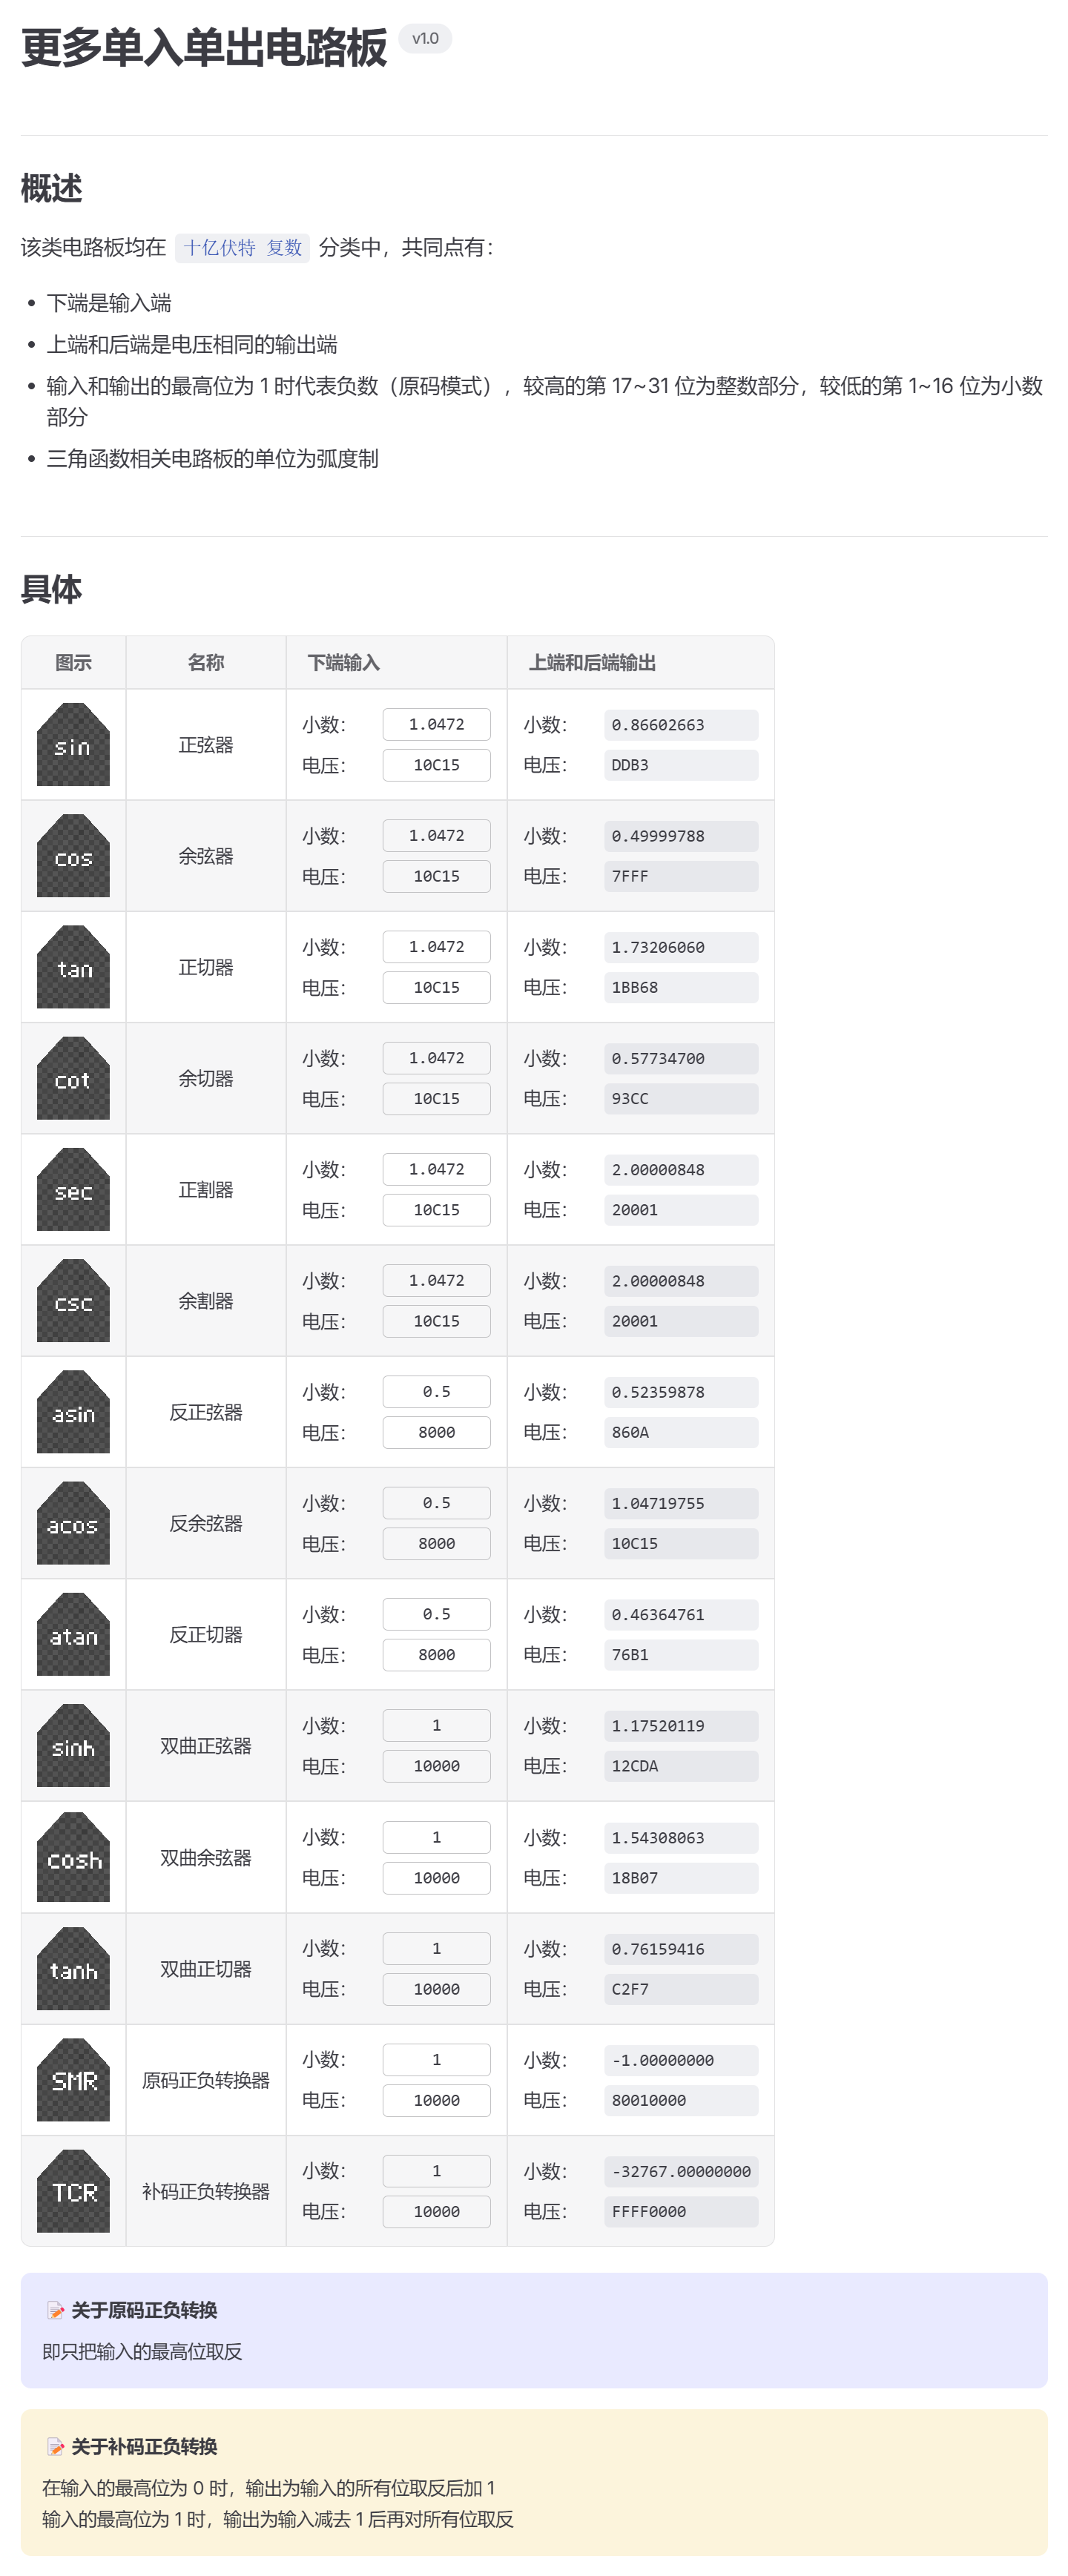 更多单入单出电路板 v1.0
概述
该类电路板均在 十亿伏特 复数 分类中，共同点有：
• 下端是输入端
• 上端和后端是电压相同的输出端
• 输入和输出的最高位为 1 时代表负数（原码模式），较高的第 17~31 位为整数部分，较低的第 1~16 位为小数
部分
• 三角函数相关电路板的单位为弧度制
具体
图示 名称 下端输入 上端和后端输出
sin 正弦器 小数： 1.0472 小数： 0.86602663
电压： 10C15 电压： DDB3
cos 余弦器 小数： 1.0472 小数： 0.49999788
电压： 10C15 电压： 7FFF
tan 正切器 小数： 1.0472 小数： 1.73206060
电压： 10C15 电压： 1BB68
cot 余切器 小数： 1.0472 小数： 0.57734700
电压： 10C15 电压： 93CC
sec 正割器 小数： 1.0472 小数： 2.00000848
电压： 10C15 电压： 20001
csc 余割器 小数： 1.0472 小数： 2.00000848
电压： 10C15 电压： 20001
asin 反正弦器 小数： 0.5 小数： 0.52359878
电压： 8000 电压： 860A
acos 反余弦器 小数： 0.5 小数： 1.04719755
电压： 8000 电压： 10C15
atan 反正切器 小数： 0.5 小数： 0.46364761
电压： 8000 电压： 76B1
sinh 双曲正弦器 小数： 1 小数： 1.17520119
电压： 10000 电压： 12CDA
cosh 双曲余弦器 小数： 1 小数： 1.54308063
电压： 10000 电压： 18B07
tanh 双曲正切器 小数： 1 小数： 0.76159416
电压： 10000 电压： C2F7
SMR 原码正负转换器 小数： 1 小数： -1.00000000
电压： 10000 电压： 80010000
TCR 补码正负转换器 小数： 1 小数： -32767.00000000
电压： 10000 电压： FFFF0000
📝 关于原码正负转换
即只把输入的最高位取反
📝 关于补码正负转换
在输入的最高位为 0 时，输出为输入的所有位取反后加 1
输入的最高位为 1 时，输出为输入减去 1 后再对所有位取反